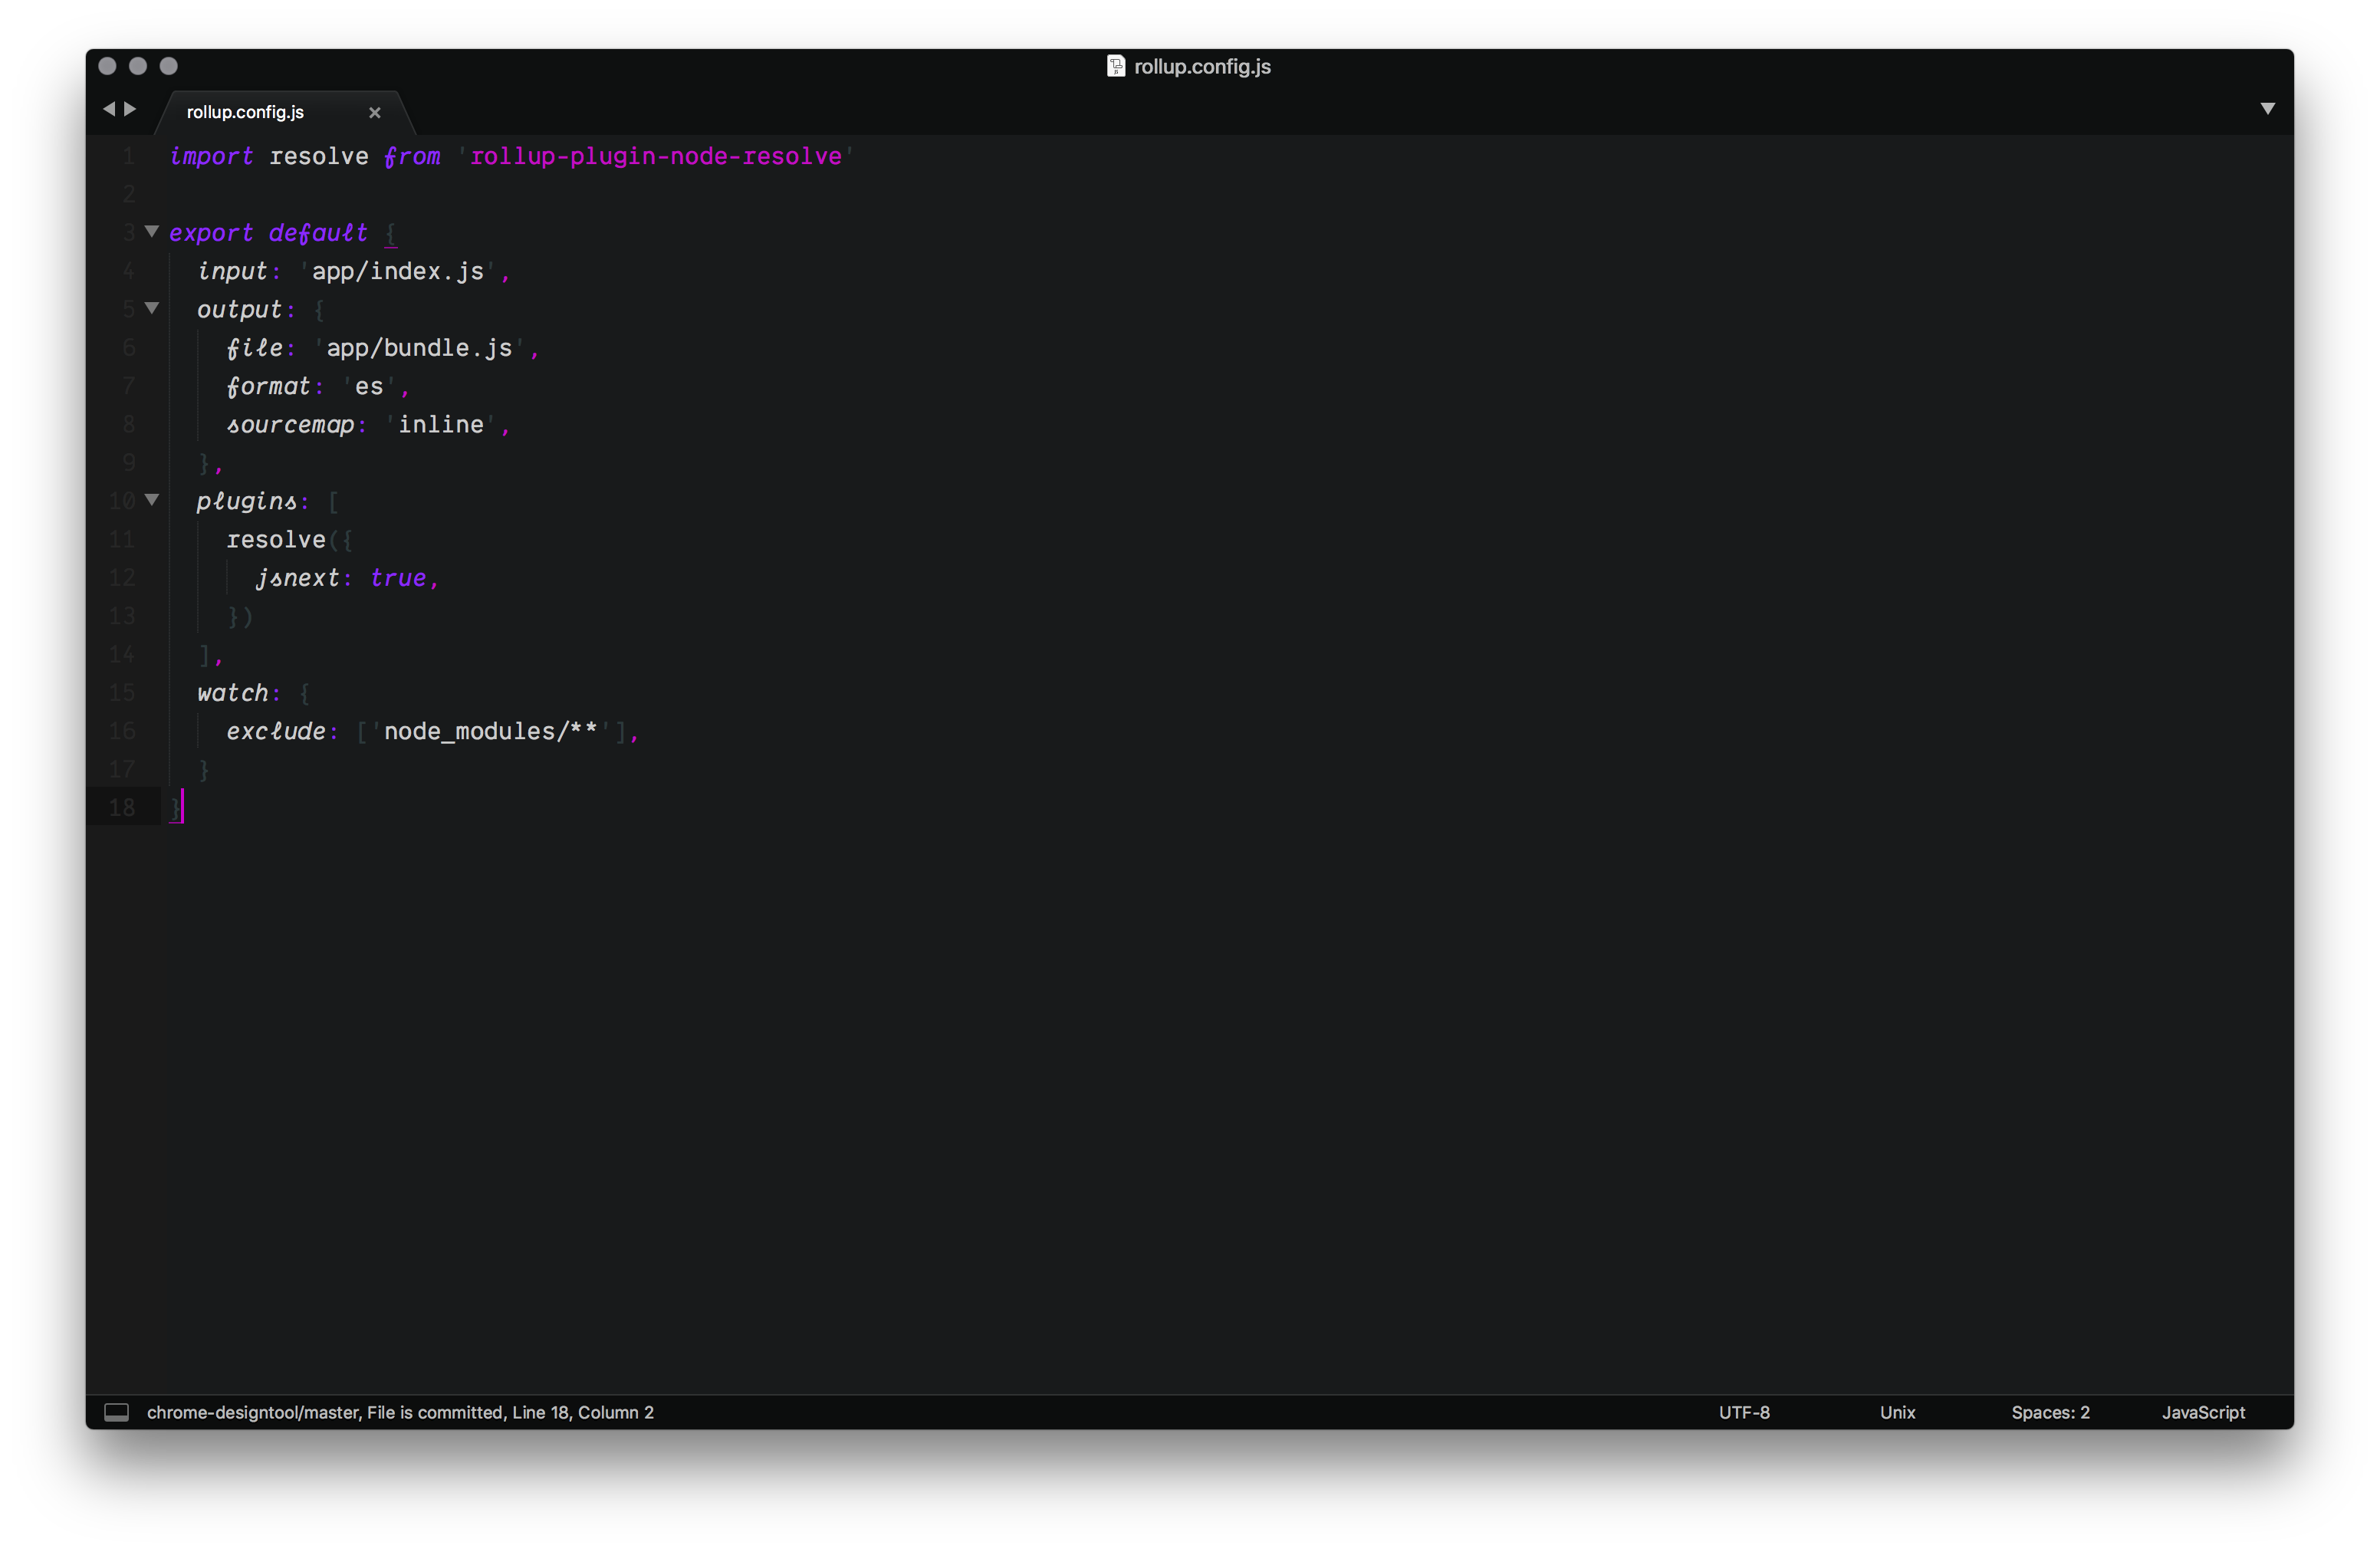 rollup.config.js
rollup.config.js ×
1 import resolve from 'rollup-plugin-node-resolve'
2
3 export default {
4   input: 'app/index.js',
5   output: {
6     file: 'app/bundle.js',
7     format: 'es',
8     sourcemap: 'inline',
9   },
10   plugins: [
11     resolve({
12       jsnext: true,
13     })
14   ],
15   watch: {
16     exclude: ['node_modules/**'],
17   }
18 }
chrome-designtool/master, File is committed, Line 18, Column 2 UTF-8 Unix Spaces: 2 JavaScript